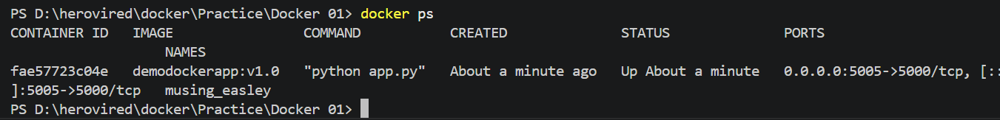 PS D:\herovired\docker\Practice\Docker 01> docker ps
CONTAINER ID   IMAGE                COMMAND           CREATED              STATUS              PORTS
                    NAMES
fae57723c04e   demodockerapp:v1.0   "python app.py"   About a minute ago   Up About a minute   0.0.0.0:5005->5000/tcp, [::
]:5005->5000/tcp   musing_easley
PS D:\herovired\docker\Practice\Docker 01>